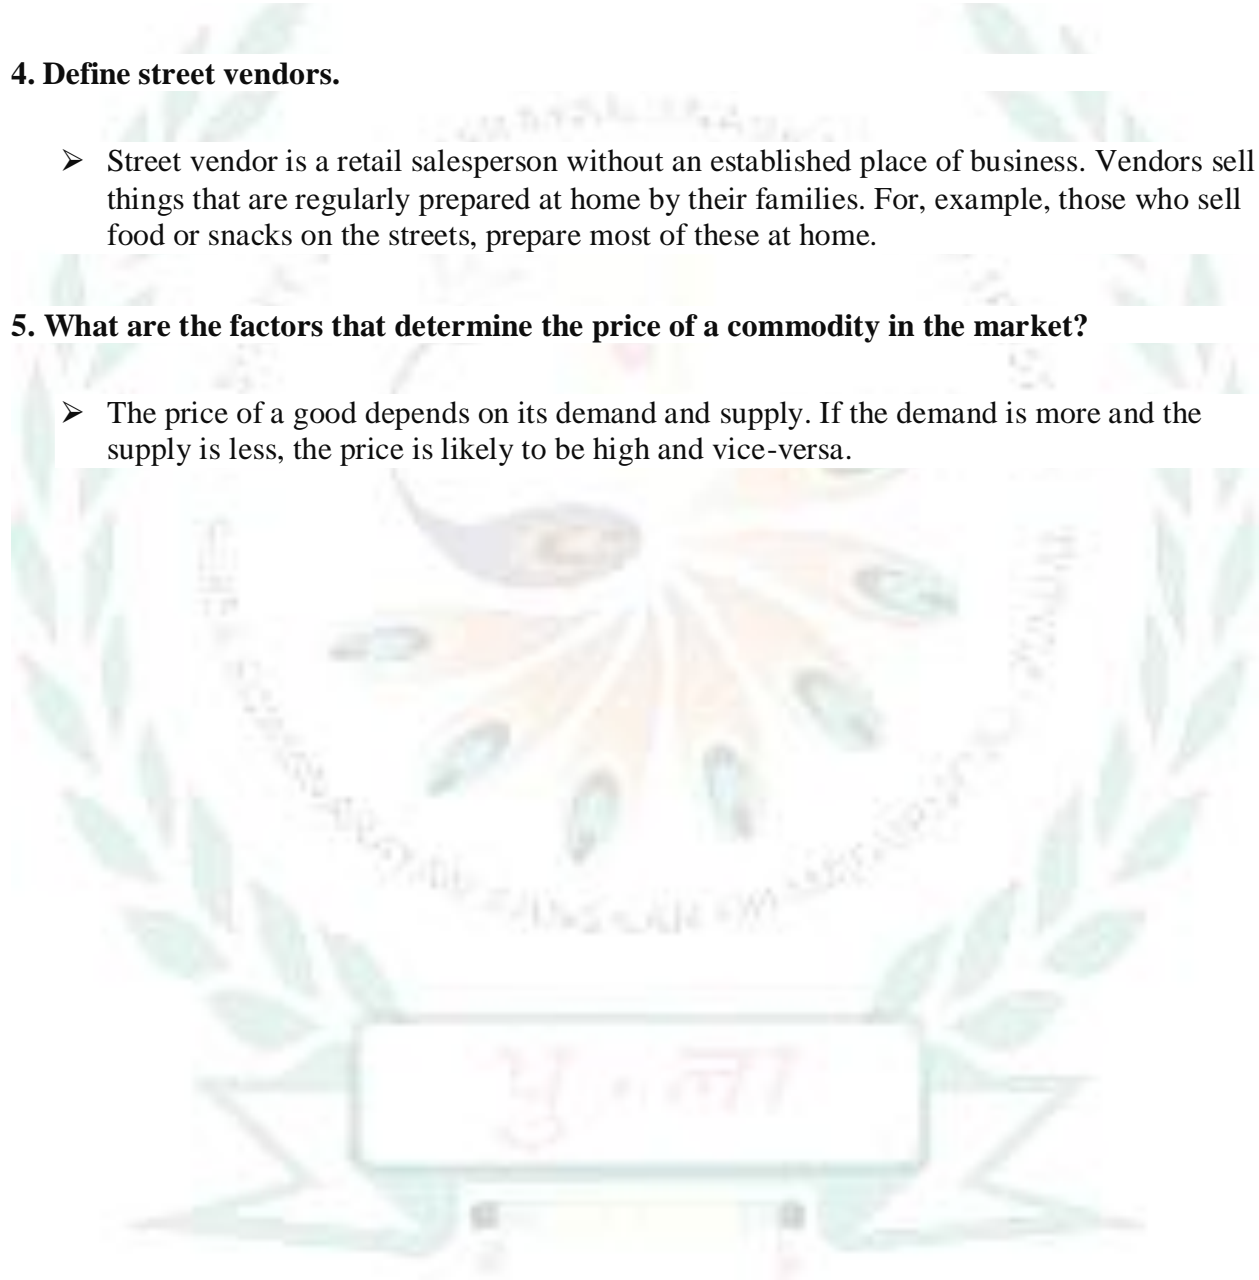 4. Define street vendors.
➢ Street vendor is a retail salesperson without an established place of business. Vendors sell
things that are regularly prepared at home by their families. For, example, those who sell
food or snacks on the streets, prepare most of these at home.
5. What are the factors that determine the price of a commodity in the market?
➢ The price of a good depends on its demand and supply. If the demand is more and the
supply is less, the price is likely to be high and vice-versa.